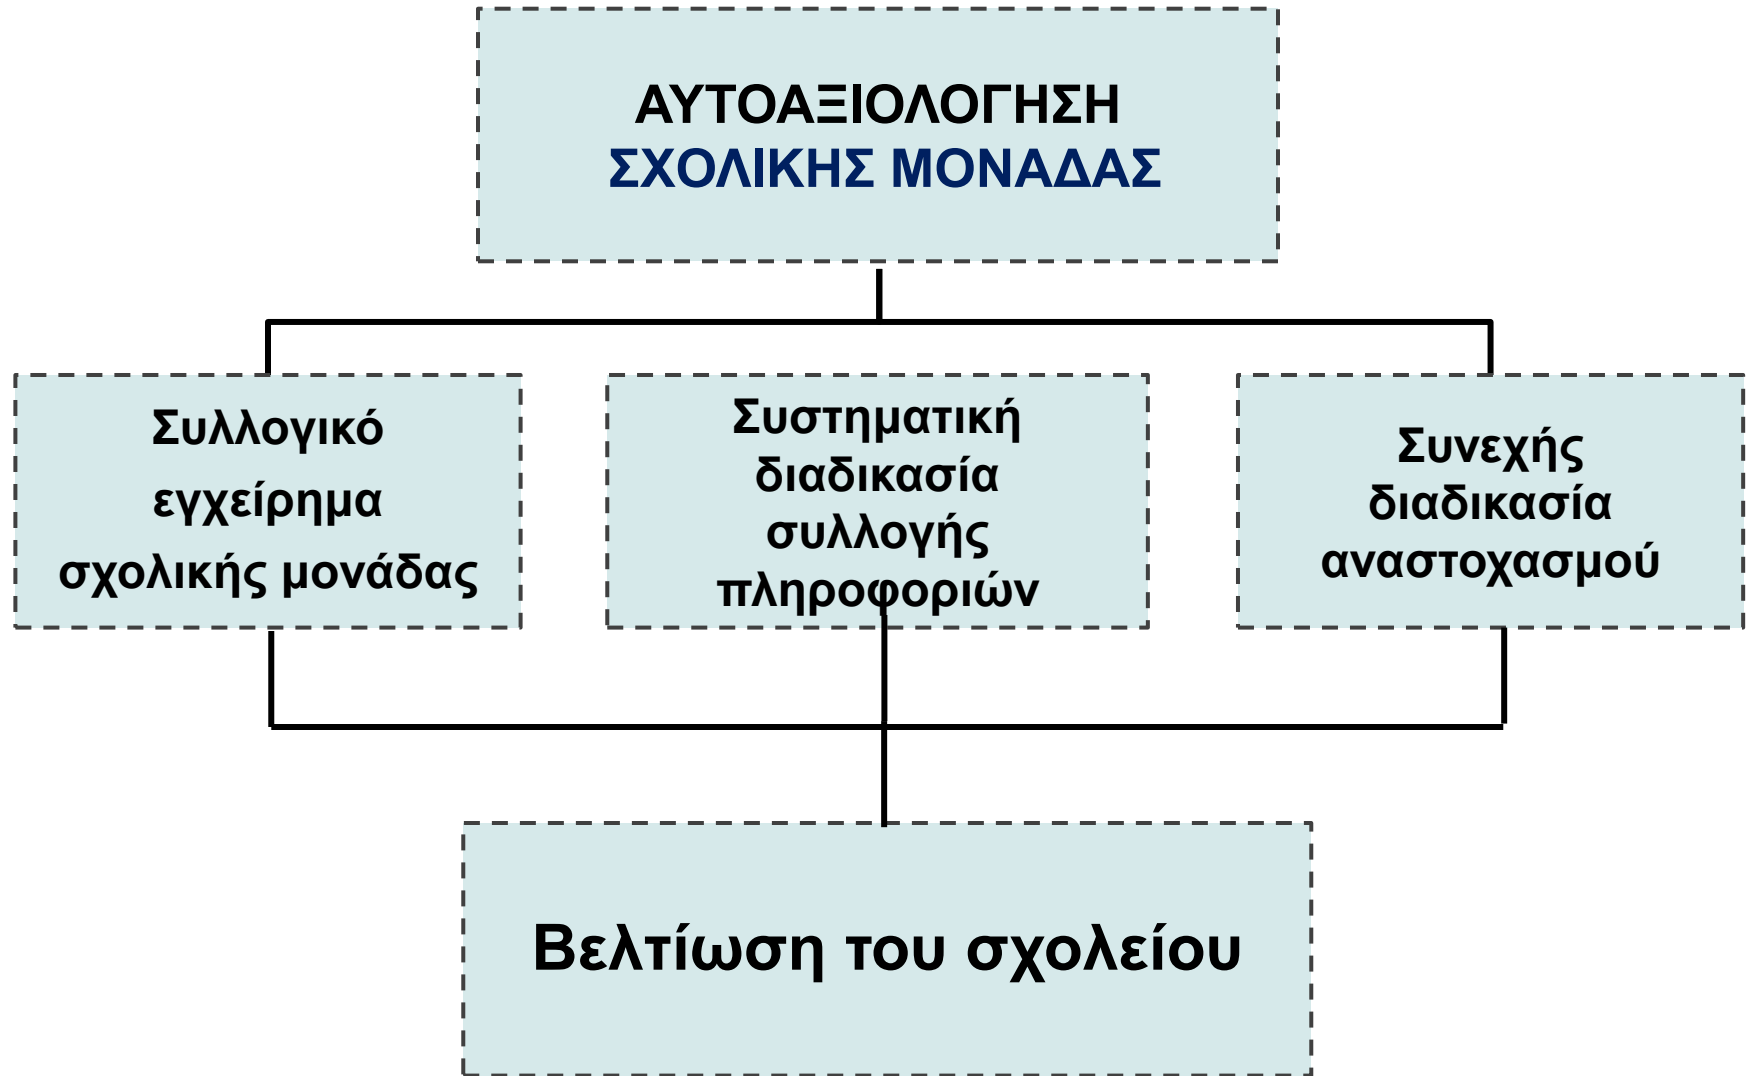 ΑΥΤΟΑΞΙΟΛΟΓΗΣΗ
ΣΧΟΛΙΚΗΣ ΜΟΝΑΔΑΣ
Συλλογικό
εγχείρημα
σχολικής μονάδας
Συστηματική
διαδικασία
συλλογής
πληροφοριών
Συνεχής
διαδικασία
αναστοχασμού
Βελτίωση του σχολείου